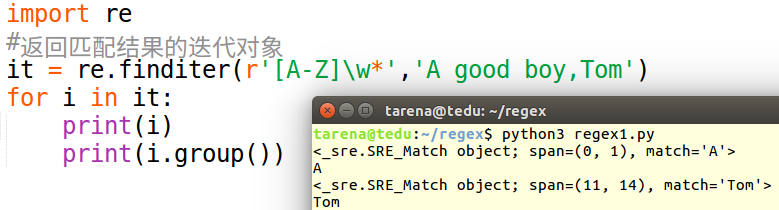 import re
#返回匹配结果的迭代对象
it = re.finditer(r'[A-Z]\w*','A good boy,Tom')
for i in it:
    print(i)
    print(i.group())
tarena@tedu: ~/regex
tarena@tedu:~/regex$ python3 regex1.py
<_sre.SRE_Match object; span=(0, 1), match='A'>
A
<_sre.SRE_Match object; span=(11, 14), match='Tom'>
Tom